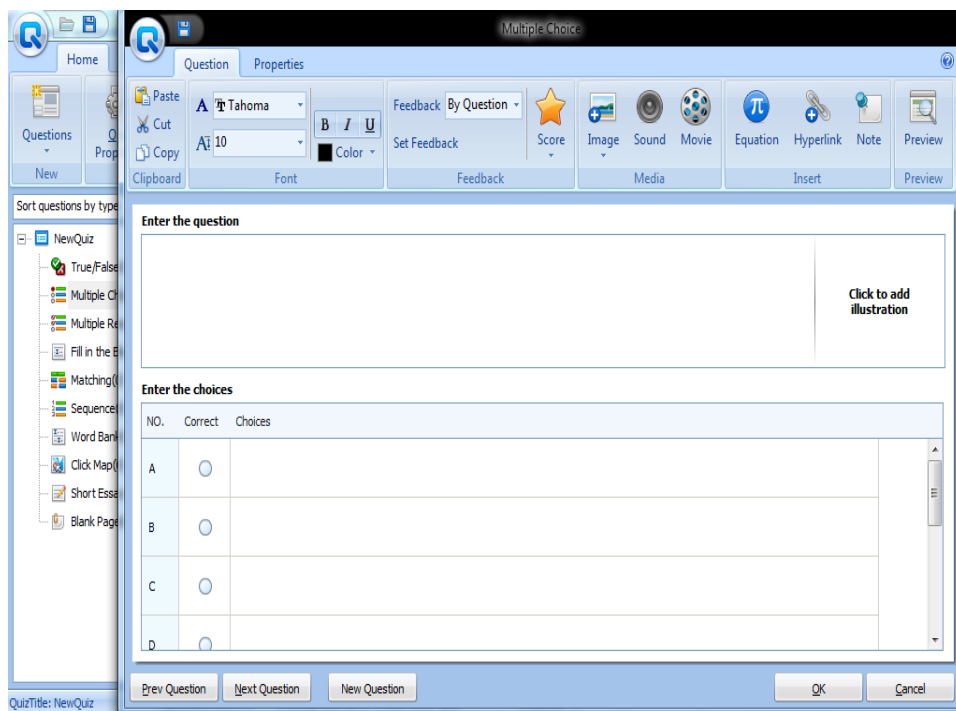 Multiple Choice
Home
Question Properties
Questions
Prop
New
Paste
Cut
Copy
Clipboard
A Tahoma
10
B I U
Color
Font
Feedback By Question
Set Feedback
Score
Feedback
Image Sound Movie
Media
Equation Hyperlink Note
Insert
Preview
Preview
Sort questions by type
NewQuiz
True/False
Multiple Ch
Multiple Re
Fill in the B
Matching(
Sequence
Word Bank
Click Map(
Short Essa
Blank Page
Enter the question
Click to add
illustration
Enter the choices
NO. Correct Choices
A
B
C
D
Prev Question Next Question New Question OK Cancel
QuizTitle: NewQuiz